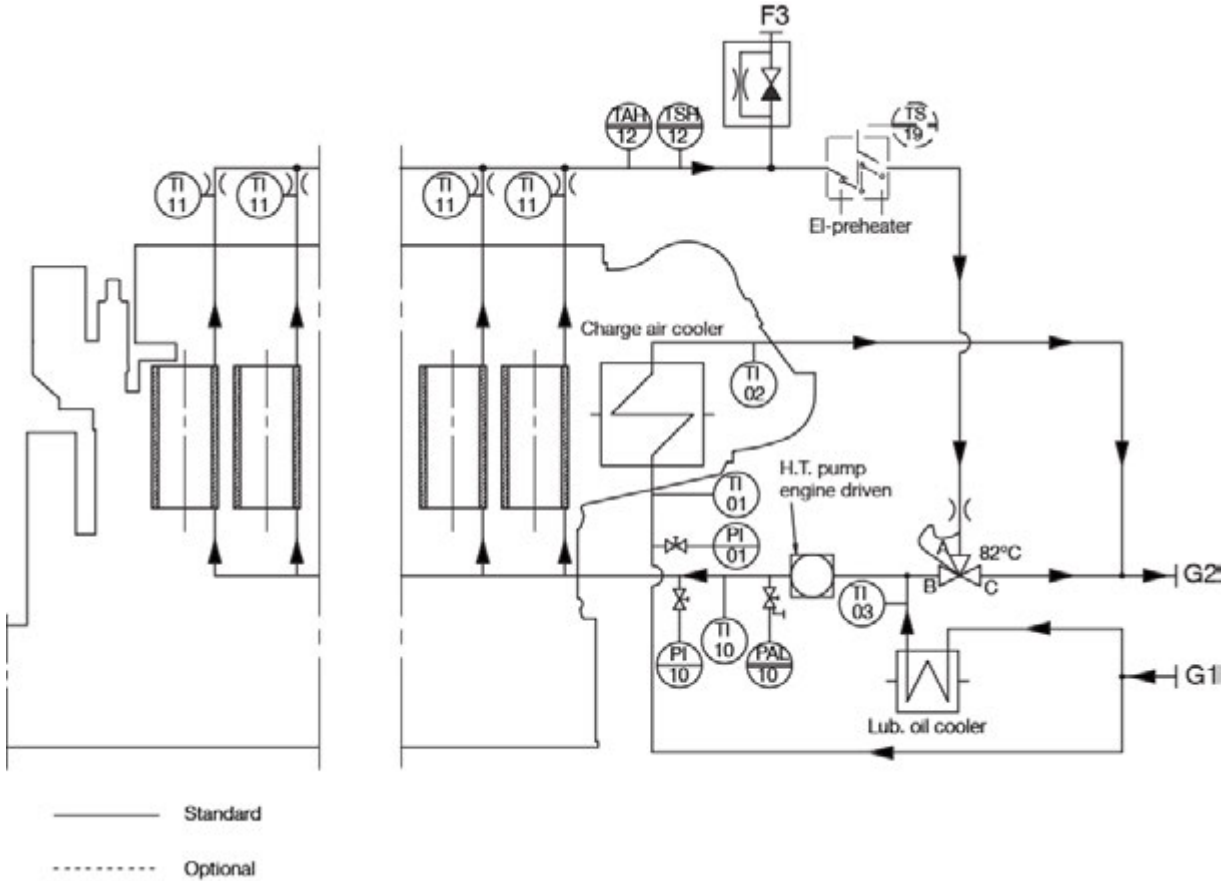 F3
TAH
12
TSH
12
TS
19
TI
11
TI
11
TI
11
TI
11
El-preheater
Charge air cooler
TI
02
H.T. pump
engine driven
TI
01
PI
01
A
82°C
B
C
G2*
TI
03
PI
10
TI
10
PAL
10
G1
Lub. oil cooler
Standard
Optional